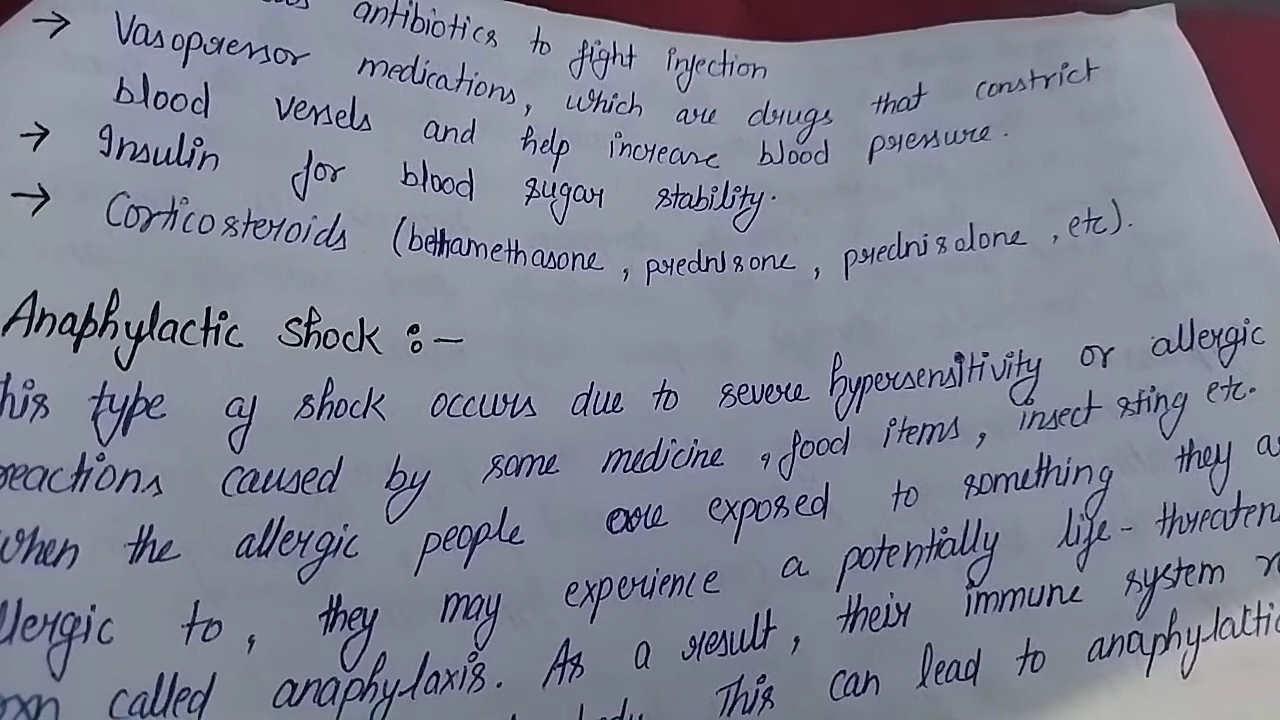 antibiotics to fight injection
→ Vasopressor medications, which are drugs that constrict
blood vessels and help increase blood pressure.
→ Insulin for blood sugar stability.
→ Corticosteroids (bethamethasone, prednisone, prednisolone, etc).
Anaphylactic shock :-
his type of shock occurs due to severe hypersensitivity or allergic
reactions caused by some medicine, food items, insect sting etc.
When the allergic people are exposed to something they a
llergic to, they may experience a potentially life-threaten
called anaphylaxis. As a result, their immune system r
This can lead to anaphylactic